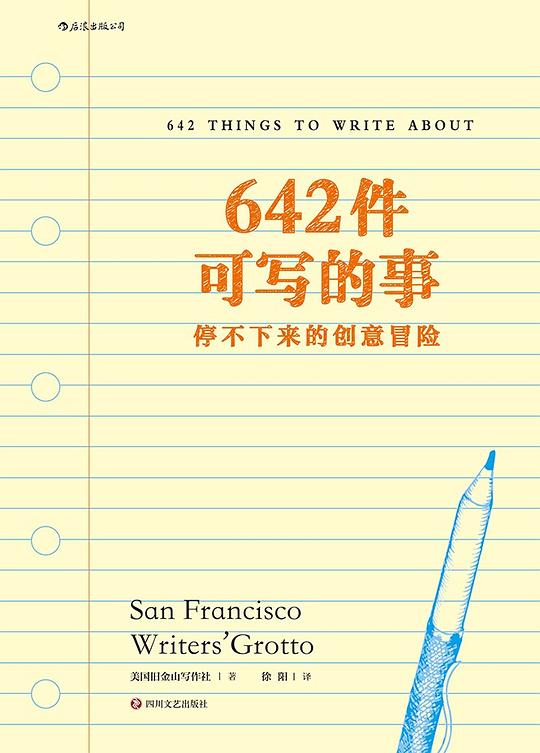 后浪出版公司
642 THINGS TO WRITE ABOUT
642件
可写的事
停不下来的创意冒险
San Francisco
Writers’Grotto
美国旧金山写作社 | 著 徐 阳 | 译
四川文艺出版社